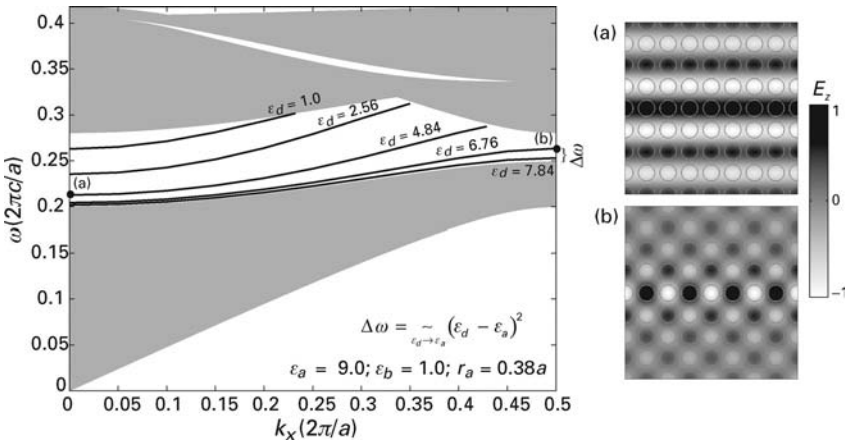 0.4
0.35
0.3
0.25
0.2
0.15
0.1
0.05
0
ω(2πc/a)
0 0.05 0.1 0.15 0.2 0.25 0.3 0.35 0.4 0.45 0.5
kₓ(2π/a)
ε_d = 1.0
ε_d = 2.56
ε_d = 4.84
ε_d = 6.76
ε_d = 7.84
(a)
(b)
Δω
Δω = ~_{ε_d→ε_a} (ε_d − ε_a)²
ε_a = 9.0; ε_b = 1.0; r_a = 0.38a
(a)
(b)
E_z
1
0
−1